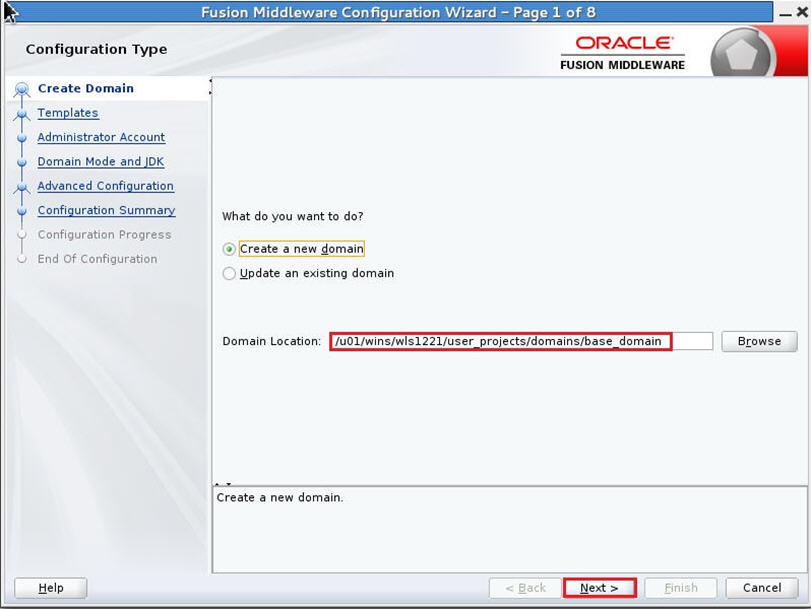 Fusion Middleware Configuration Wizard – Page 1 of 8
Configuration Type
ORACLE
FUSION MIDDLEWARE
Create Domain
Templates
Administrator Account
Domain Mode and JDK
Advanced Configuration
Configuration Summary
Configuration Progress
End Of Configuration
What do you want to do?
Create a new domain
Update an existing domain
Domain Location: /u01/wins/wls1221/user_projects/domains/base_domain Browse
Create a new domain.
Help < Back Next > Finish Cancel